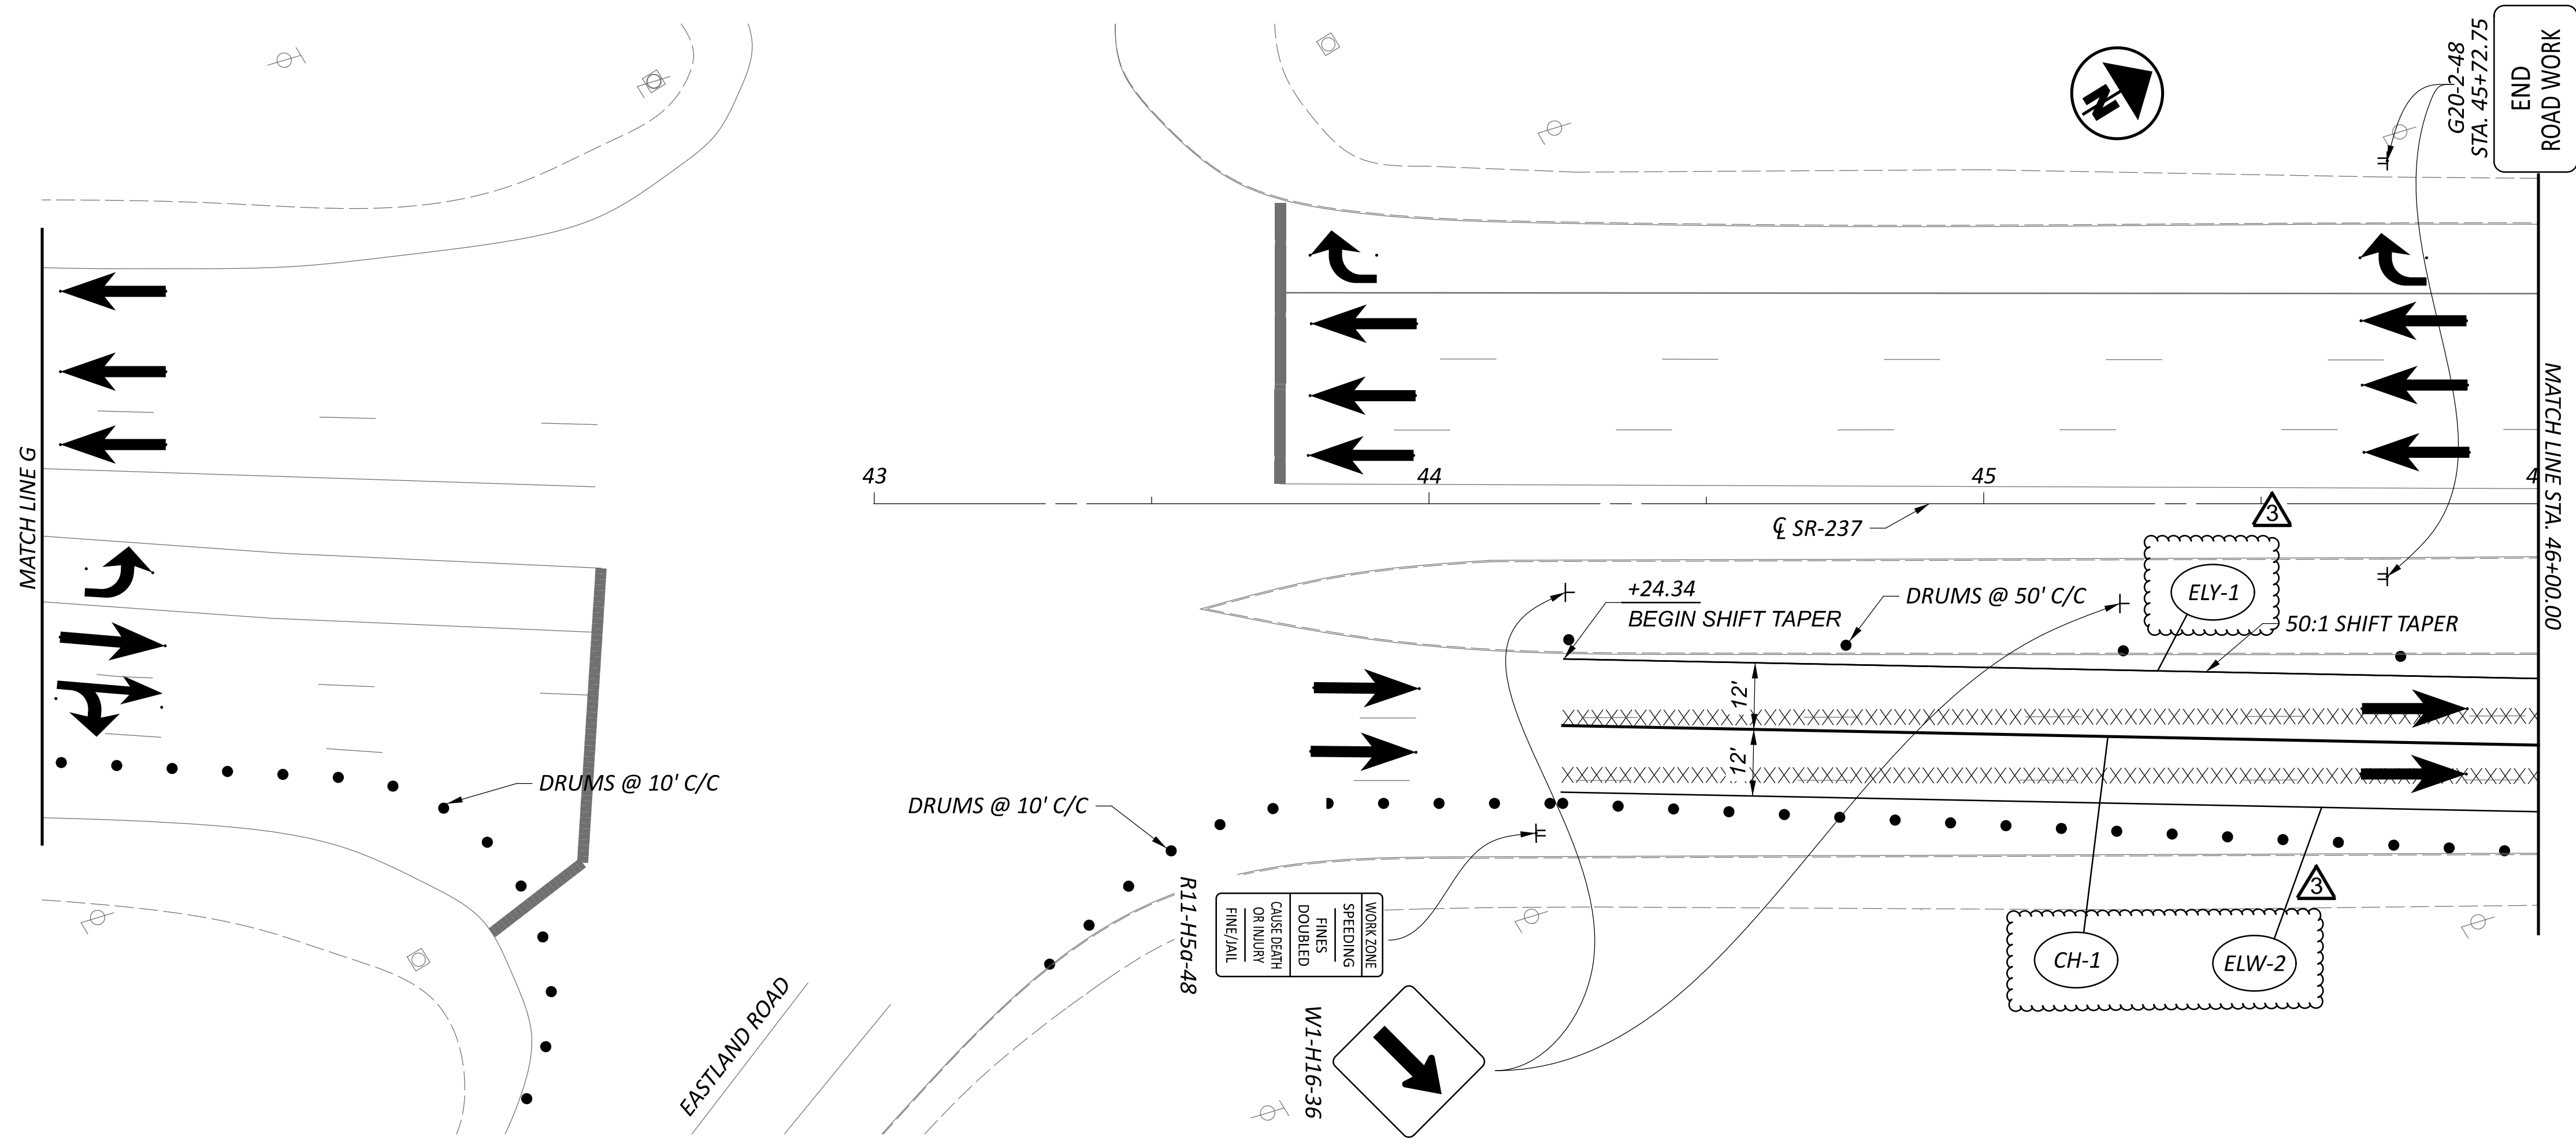 G20-2-48
STA. 45+72.75
END
ROAD WORK
N
MATCH LINE G
MATCH LINE STA. 46+00.00
43
44
45
4
℄ SR-237
3
ELY-1
+24.34
BEGIN SHIFT TAPER
DRUMS @ 50' C/C
50:1 SHIFT TAPER
12'
12'
DRUMS @ 10' C/C
DRUMS @ 10' C/C
R11-H5a-48
WORK ZONE
SPEEDING
FINES
DOUBLED
CAUSE DEATH
OR INJURY
FINE/JAIL
3
CH-1
ELW-2
EASTLAND ROAD
W1-H16-36